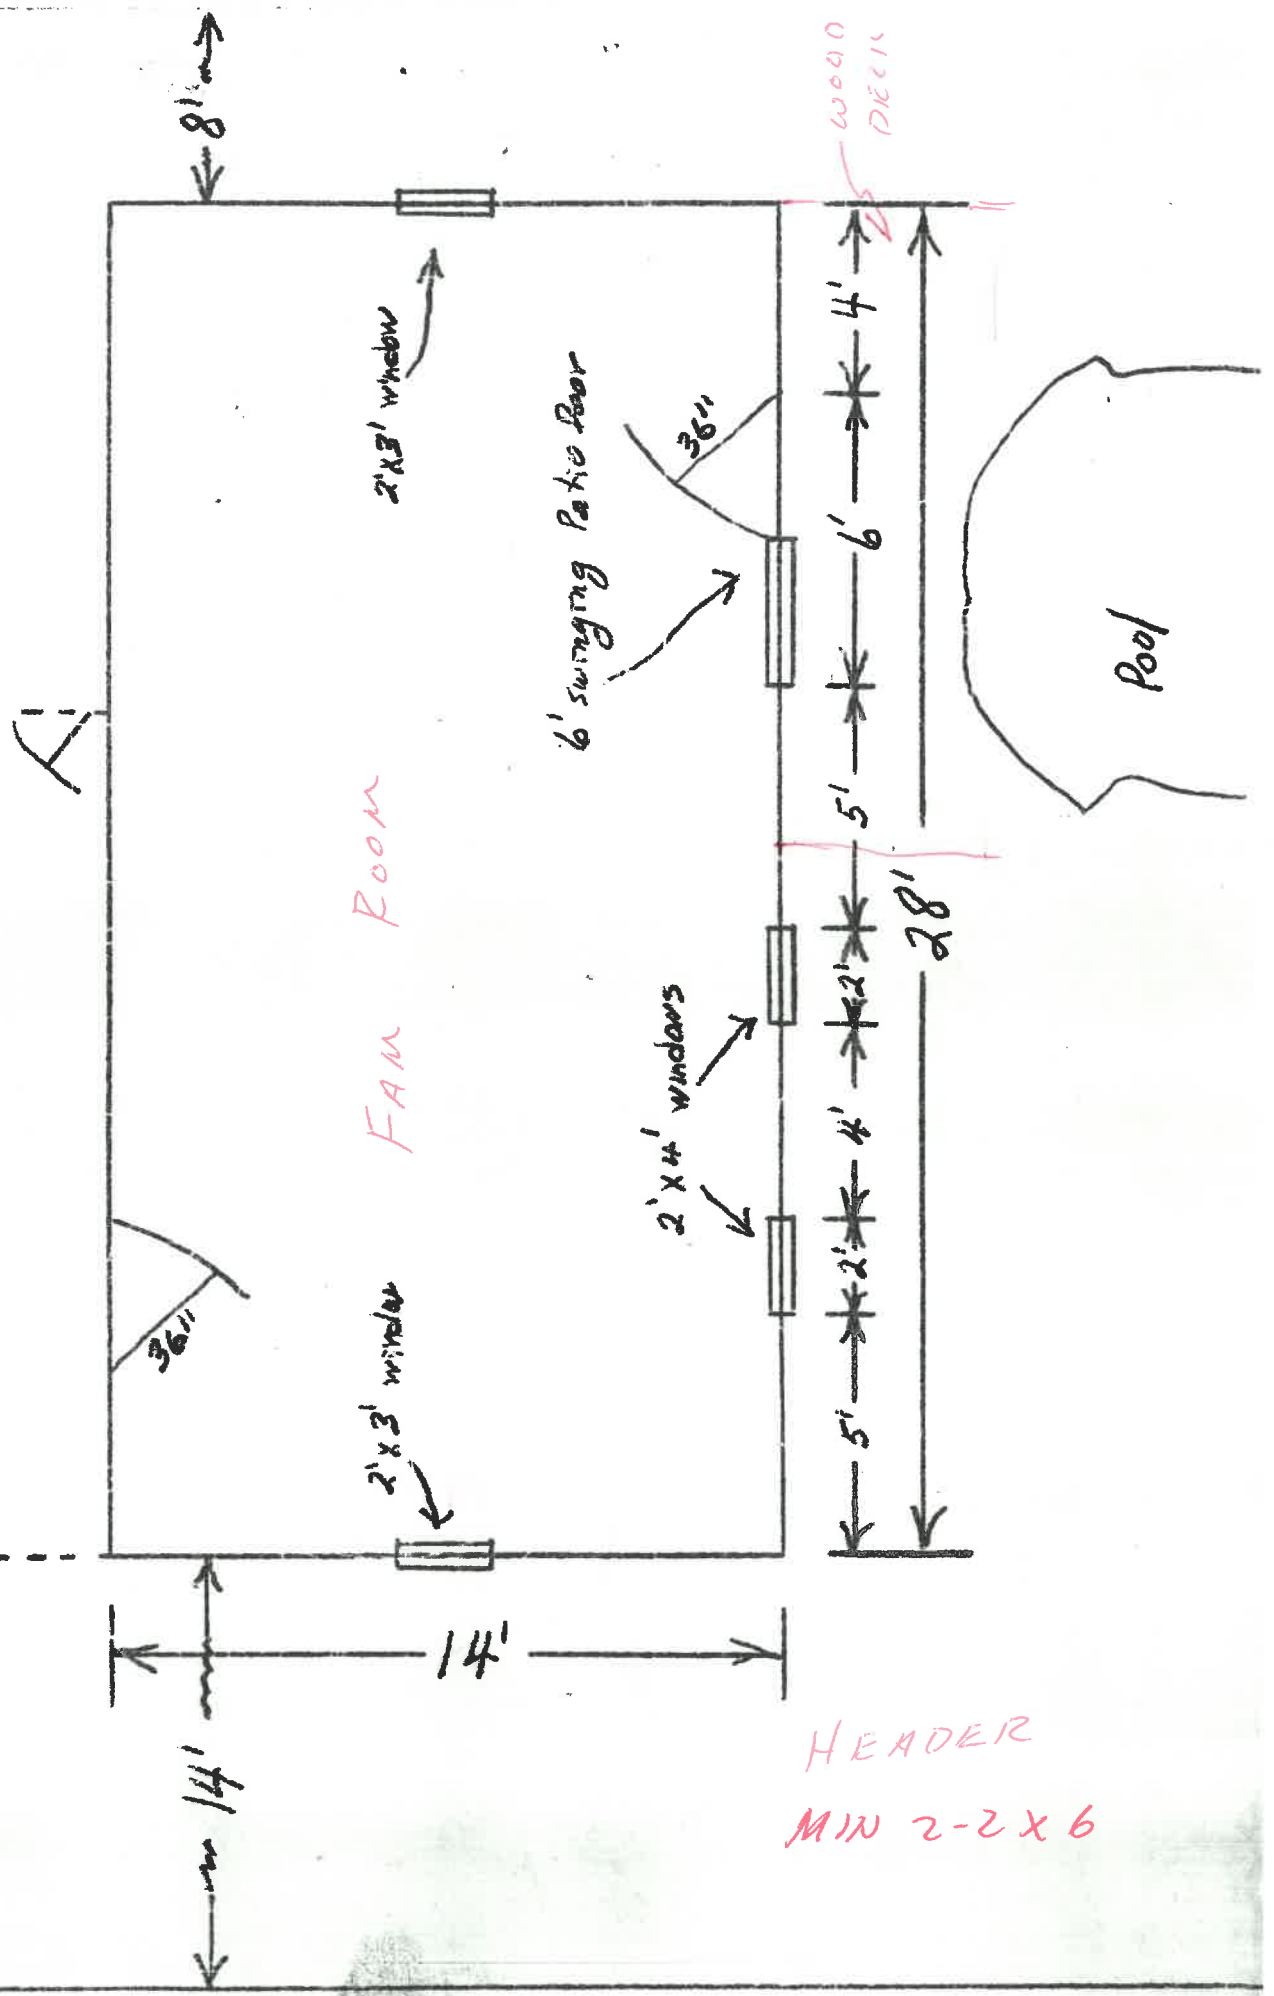 8'
WOOD
DECK
2'x3' window
6' swinging Patio Door
36"
4'
6'
5'
2'
4'
2'
5'
28'
Pool
FAM ROOM
2'x4' windows
36"
2'x3' window
14'
14'
HEADER
MIN 2-2x6